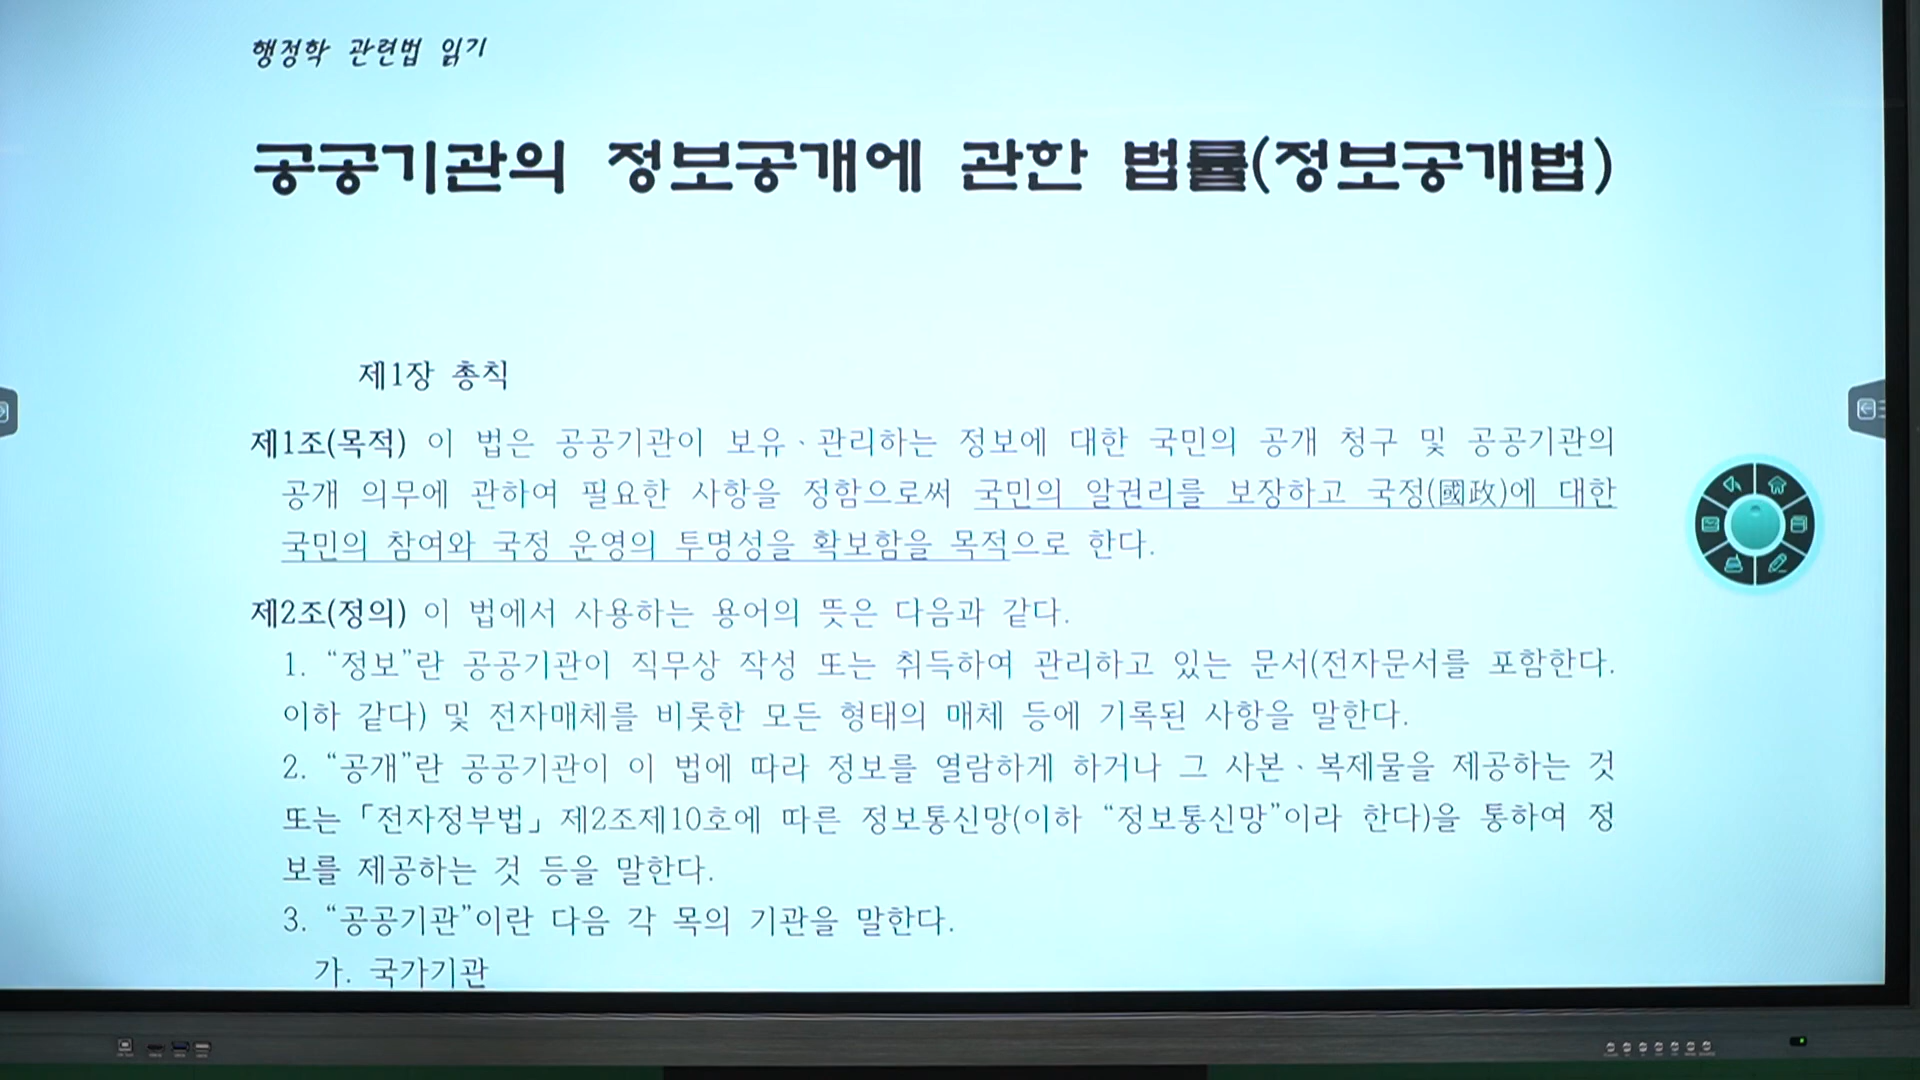 행정학 관련법 읽기
공공기관의 정보공개에 관한 법률(정보공개법)
제1장 총칙
제1조(목적) 이 법은 공공기관이 보유ㆍ관리하는 정보에 대한 국민의 공개 청구 및 공공기관의
공개 의무에 관하여 필요한 사항을 정함으로써 국민의 알권리를 보장하고 국정(國政)에 대한
국민의 참여와 국정 운영의 투명성을 확보함을 목적으로 한다.
제2조(정의) 이 법에서 사용하는 용어의 뜻은 다음과 같다.
1. “정보”란 공공기관이 직무상 작성 또는 취득하여 관리하고 있는 문서(전자문서를 포함한다.
이하 같다) 및 전자매체를 비롯한 모든 형태의 매체 등에 기록된 사항을 말한다.
2. “공개”란 공공기관이 이 법에 따라 정보를 열람하게 하거나 그 사본ㆍ복제물을 제공하는 것
또는 「전자정부법」 제2조제10호에 따른 정보통신망(이하 “정보통신망”이라 한다)을 통하여 정
보를 제공하는 것 등을 말한다.
3. “공공기관”이란 다음 각 목의 기관을 말한다.
가. 국가기관